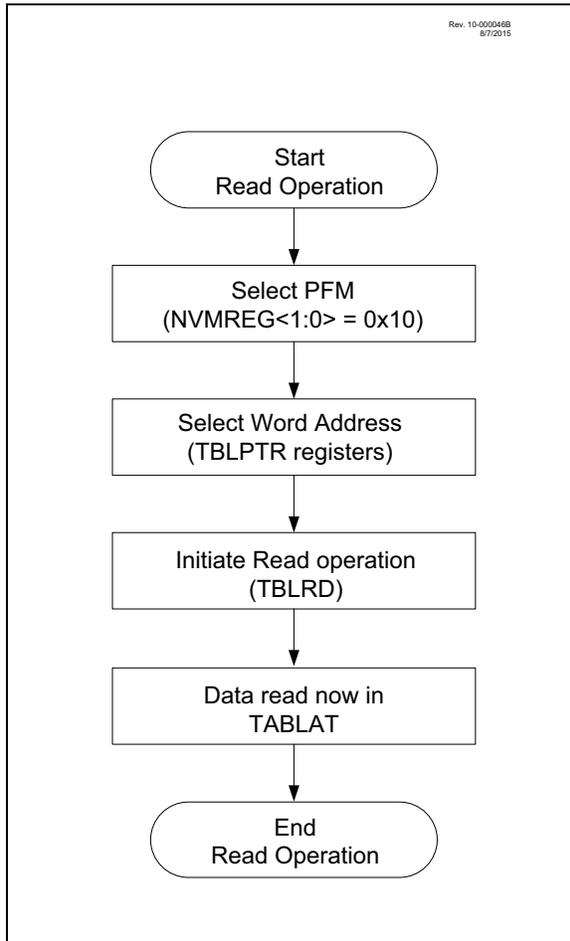 Rev. 10-000046B
8/7/2015
Start
Read Operation
Select PFM
(NVMREG<1:0> = 0x10)
Select Word Address
(TBLPTR registers)
Initiate Read operation
(TBLRD)
Data read now in
TABLAT
End
Read Operation